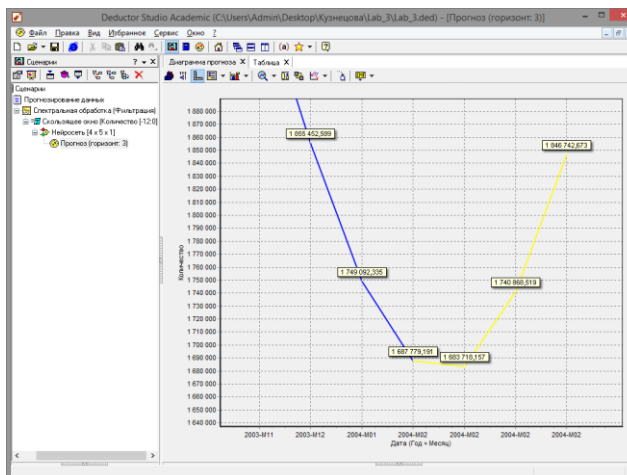 Deductor Studio Academic (C:\Users\Admin\Desktop\Кузнецова\Lab_3\Lab_3.ded) - [Прогноз (горизонт: 3)]
Файл Правка Вид Избранное Сервис Окно ?
Сценарии
Сценарии
Прогнозирование данных
Спектральная обработка (Фильтрация)
Скользящее окно [Количество [-12:0]
Нейросеть [4 x 5 x 1]
Прогноз (горизонт: 3)
Диаграмма прогноза X Таблица X
Количество
1 880 000
1 870 000
1 860 000
1 850 000
1 840 000
1 830 000
1 820 000
1 810 000
1 800 000
1 790 000
1 780 000
1 770 000
1 760 000
1 750 000
1 740 000
1 730 000
1 720 000
1 710 000
1 700 000
1 690 000
1 680 000
1 670 000
1 660 000
1 650 000
1 640 000
1 855 452,589
1 749 092,335
1 687 779,191
1 683 718,157
1 740 868,519
1 846 742,673
2003-M11 2003-M12 2004-M01 2004-M02 2004-M02 2004-M02 2004-M02
Дата (Год + Месяц)